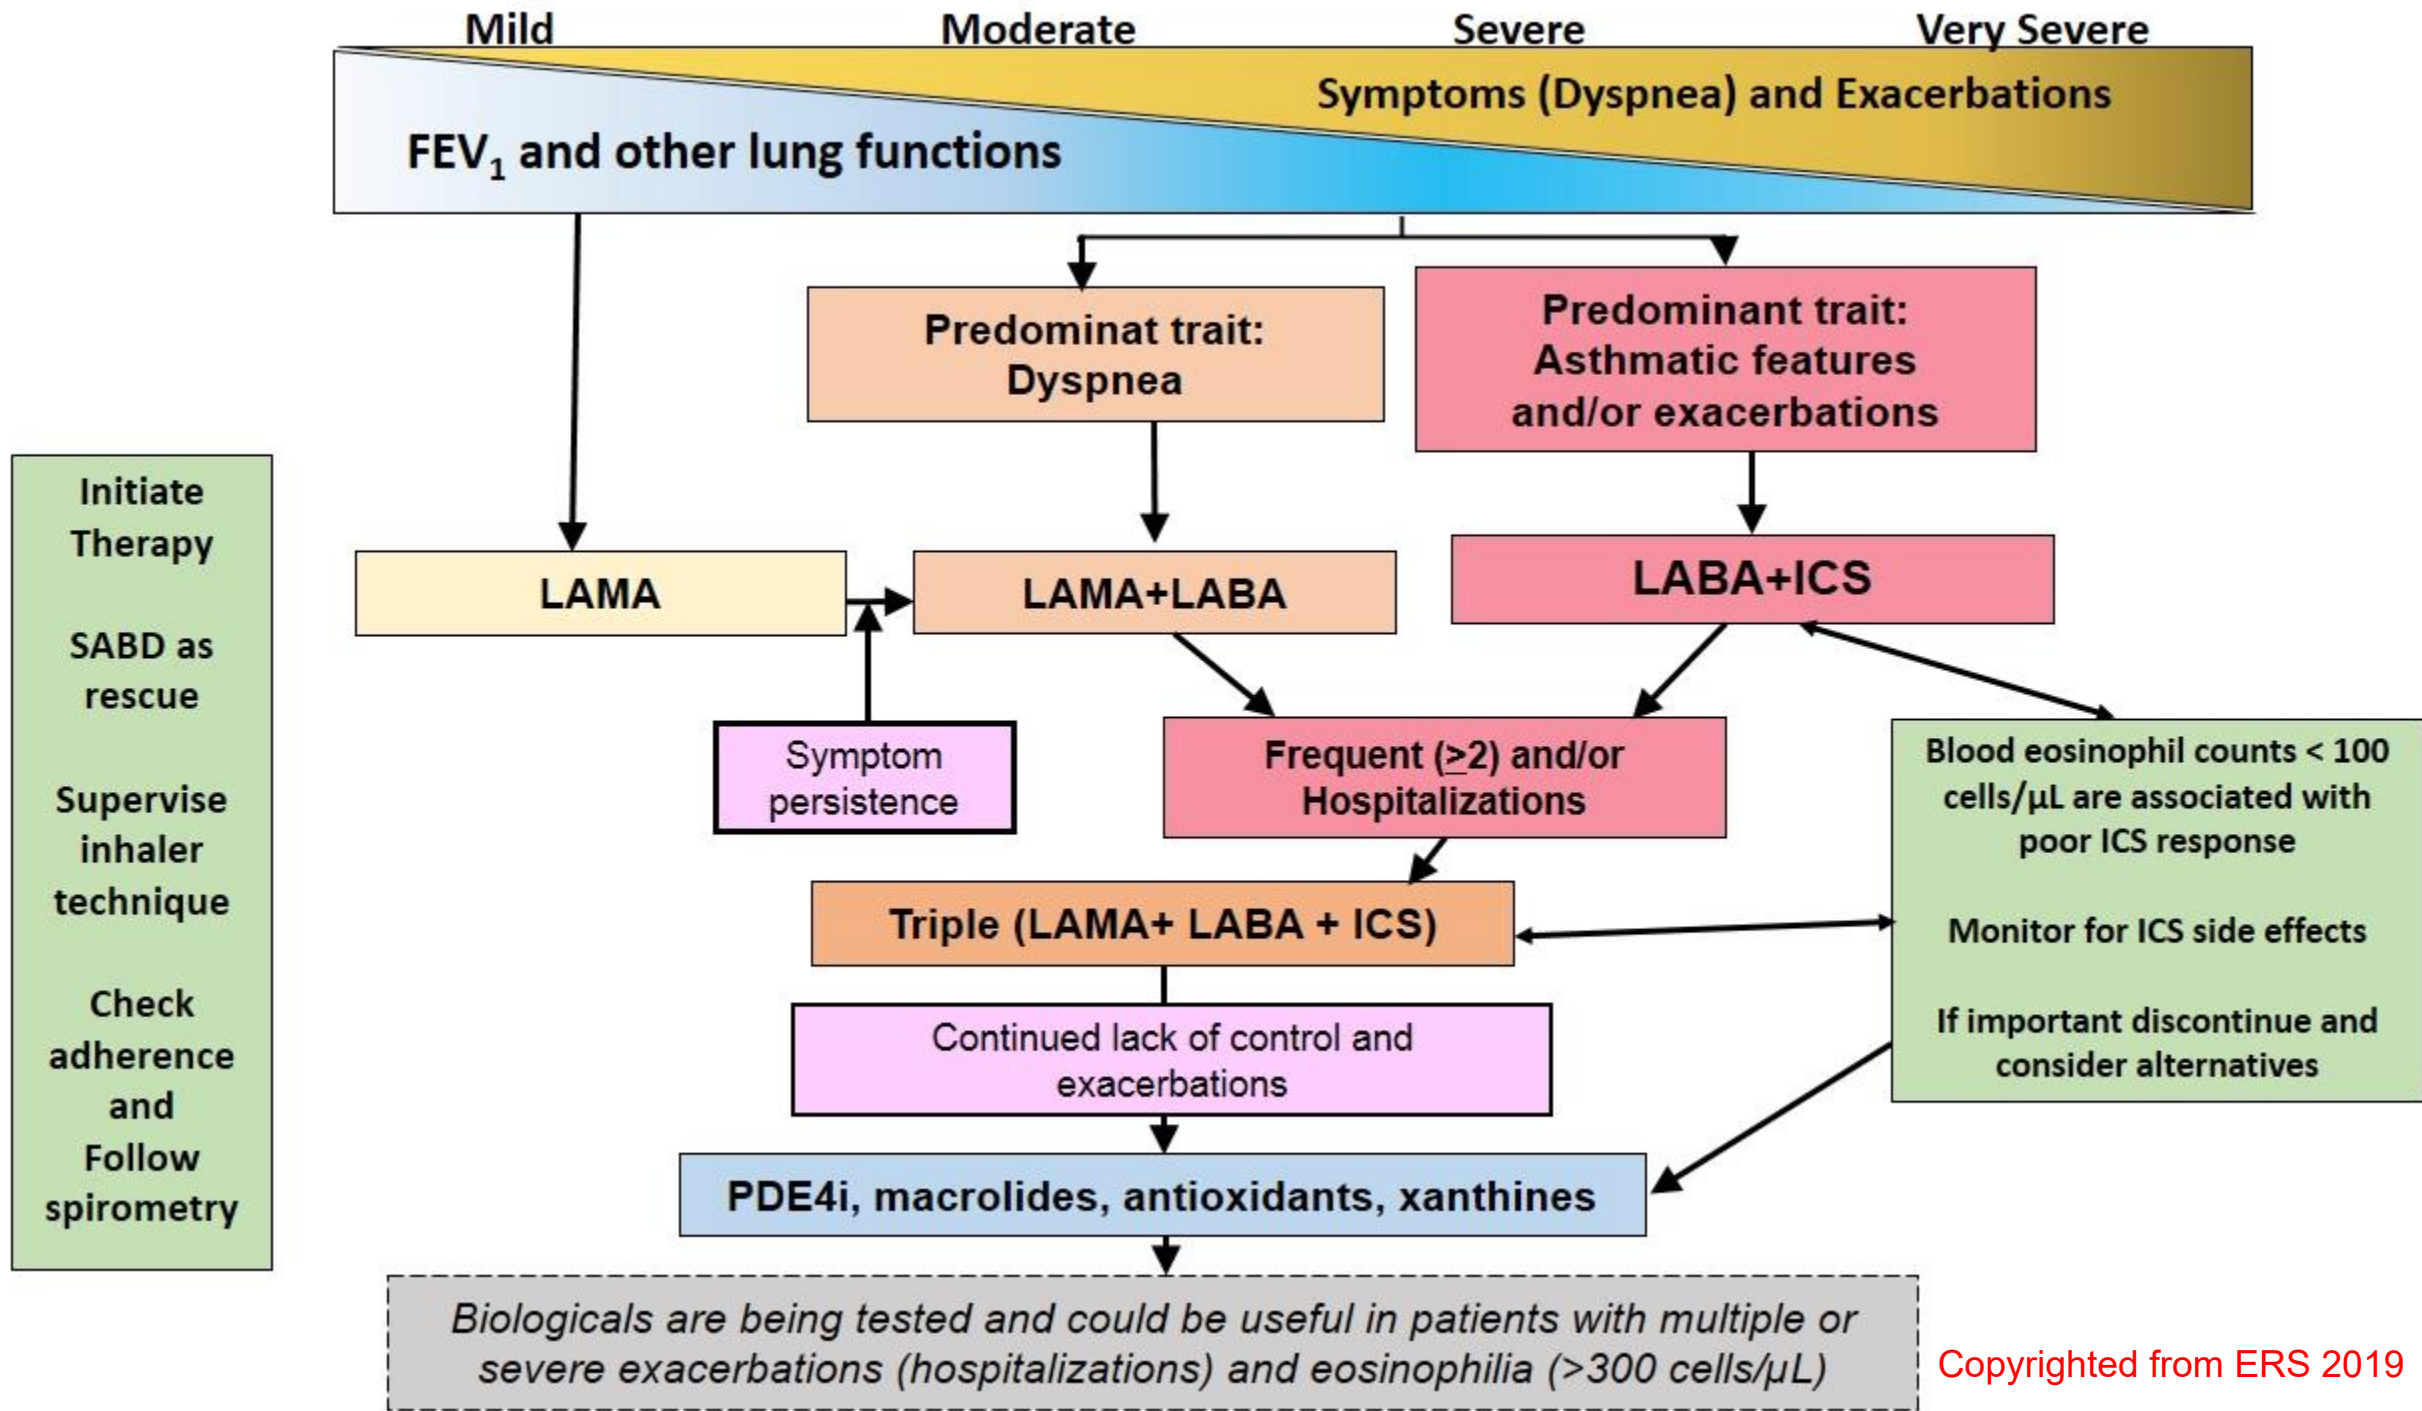 Mild
Moderate
Severe
Very Severe
Symptoms (Dyspnea) and Exacerbations
FEV₁ and other lung functions
Predominat trait:
Dyspnea
Predominant trait:
Asthmatic features
and/or exacerbations
Initiate
Therapy
SABD as
rescue
Supervise
inhaler
technique
Check
adherence
and
Follow
spirometry
LAMA
LAMA+LABA
LABA+ICS
Symptom
persistence
Frequent (≥2) and/or
Hospitalizations
Blood eosinophil counts < 100
cells/µL are associated with
poor ICS response
Monitor for ICS side effects
If important discontinue and
consider alternatives
Triple (LAMA+ LABA + ICS)
Continued lack of control and
exacerbations
PDE4i, macrolides, antioxidants, xanthines
Biologicals are being tested and could be useful in patients with multiple or
severe exacerbations (hospitalizations) and eosinophilia (>300 cells/µL)
Copyrighted from ERS 2019